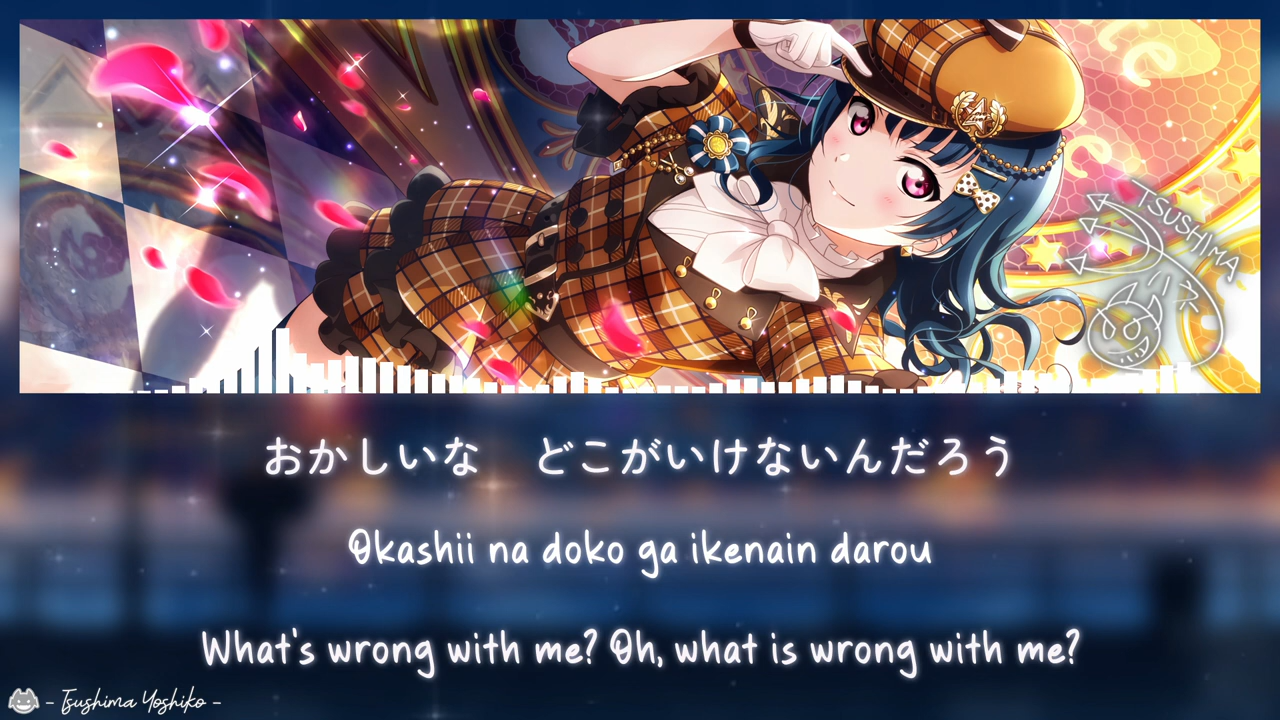 TSUSHIMA
おかしいな　どこがいけないんだろう
Okashii na doko ga ikenain darou
What's wrong with me? Oh, what is wrong with me?
- Tsushima Yoshiko -